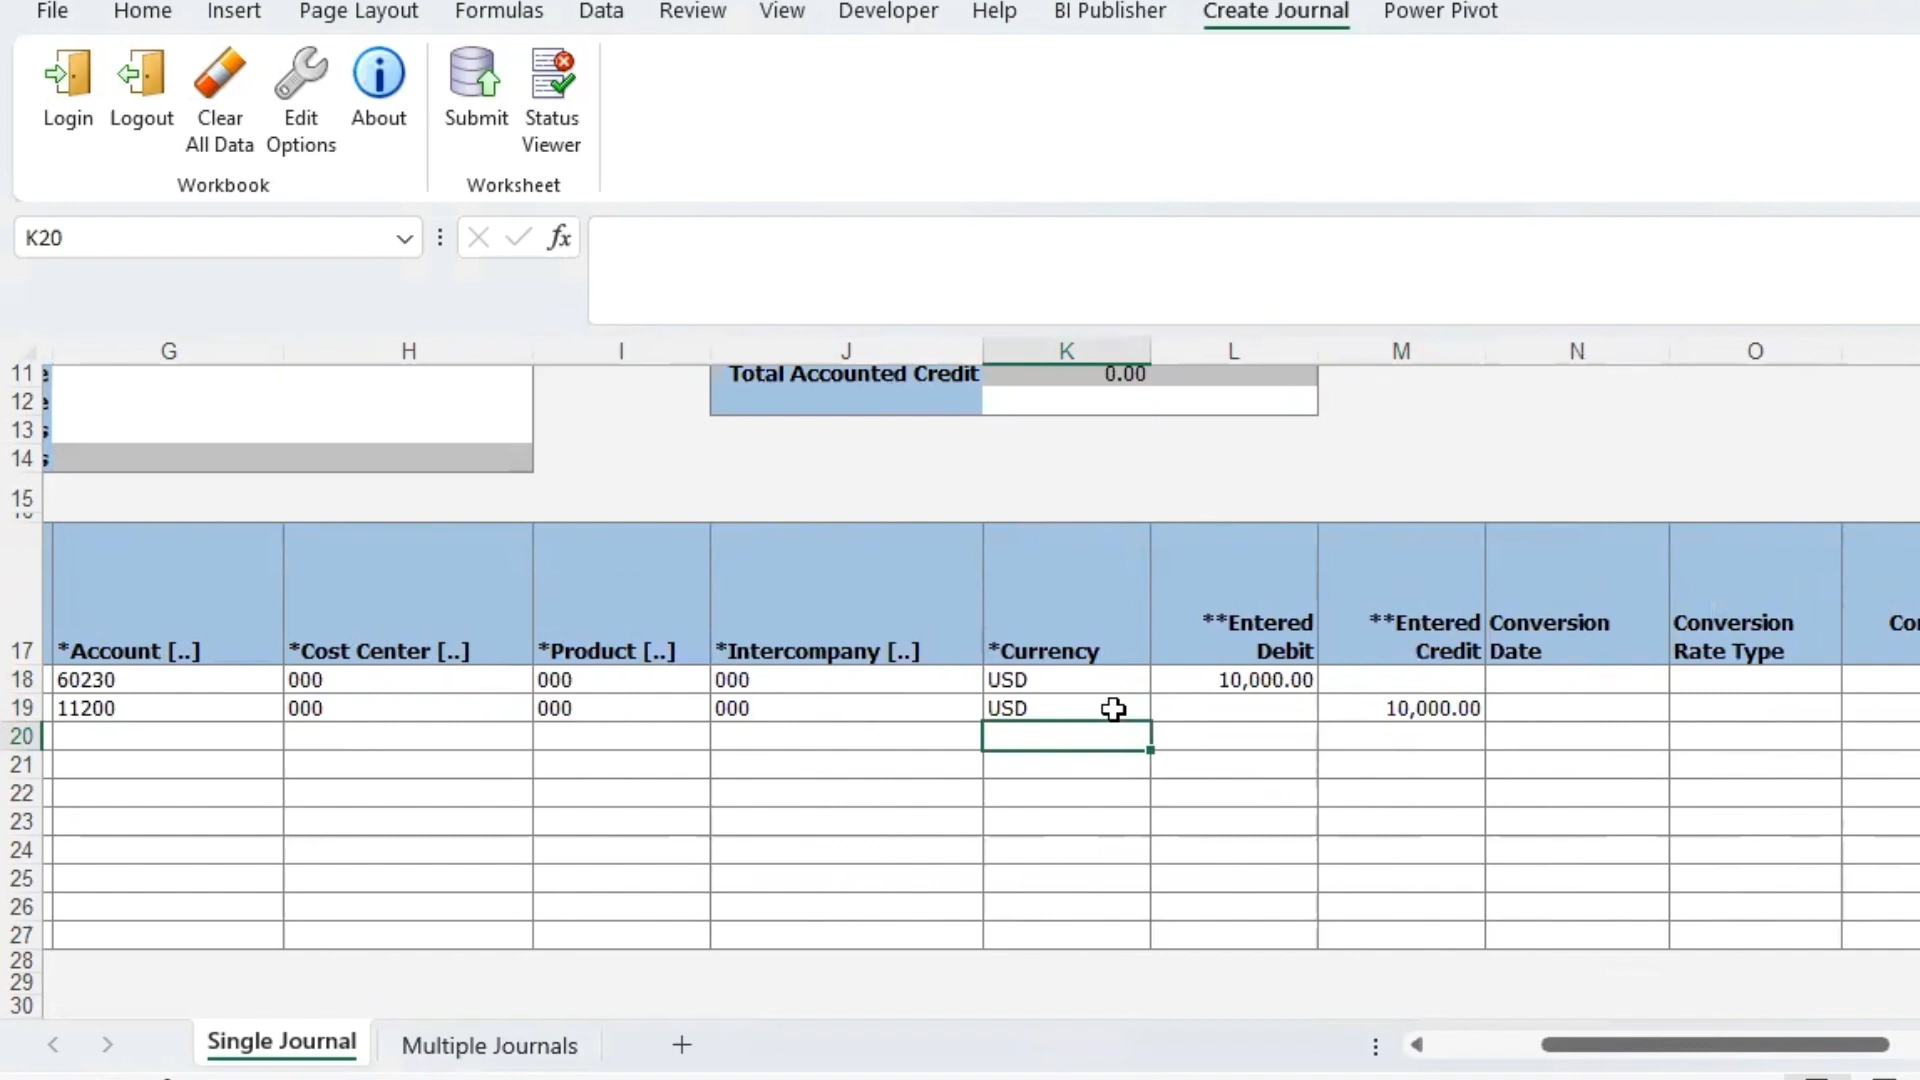 File Home Insert Page Layout Formulas Data Review View Developer Help BI Publisher Create Journal Power Pivot
Login Logout Clear All Data Edit Options About Submit Status Viewer
Workbook Worksheet
K20 fx
G H I J K L M N O
11 e Total Accounted Credit 0.00
12 e
13 s
14 s
15
17 *Account [..] *Cost Center [..] *Product [..] *Intercompany [..] *Currency **Entered Debit **Entered Credit Conversion Date Conversion Rate Type
18 60230 000 000 000 USD 10,000.00
19 11200 000 000 000 USD 10,000.00
20
21
22
23
24
25
26
27
28
29
30
Single Journal Multiple Journals